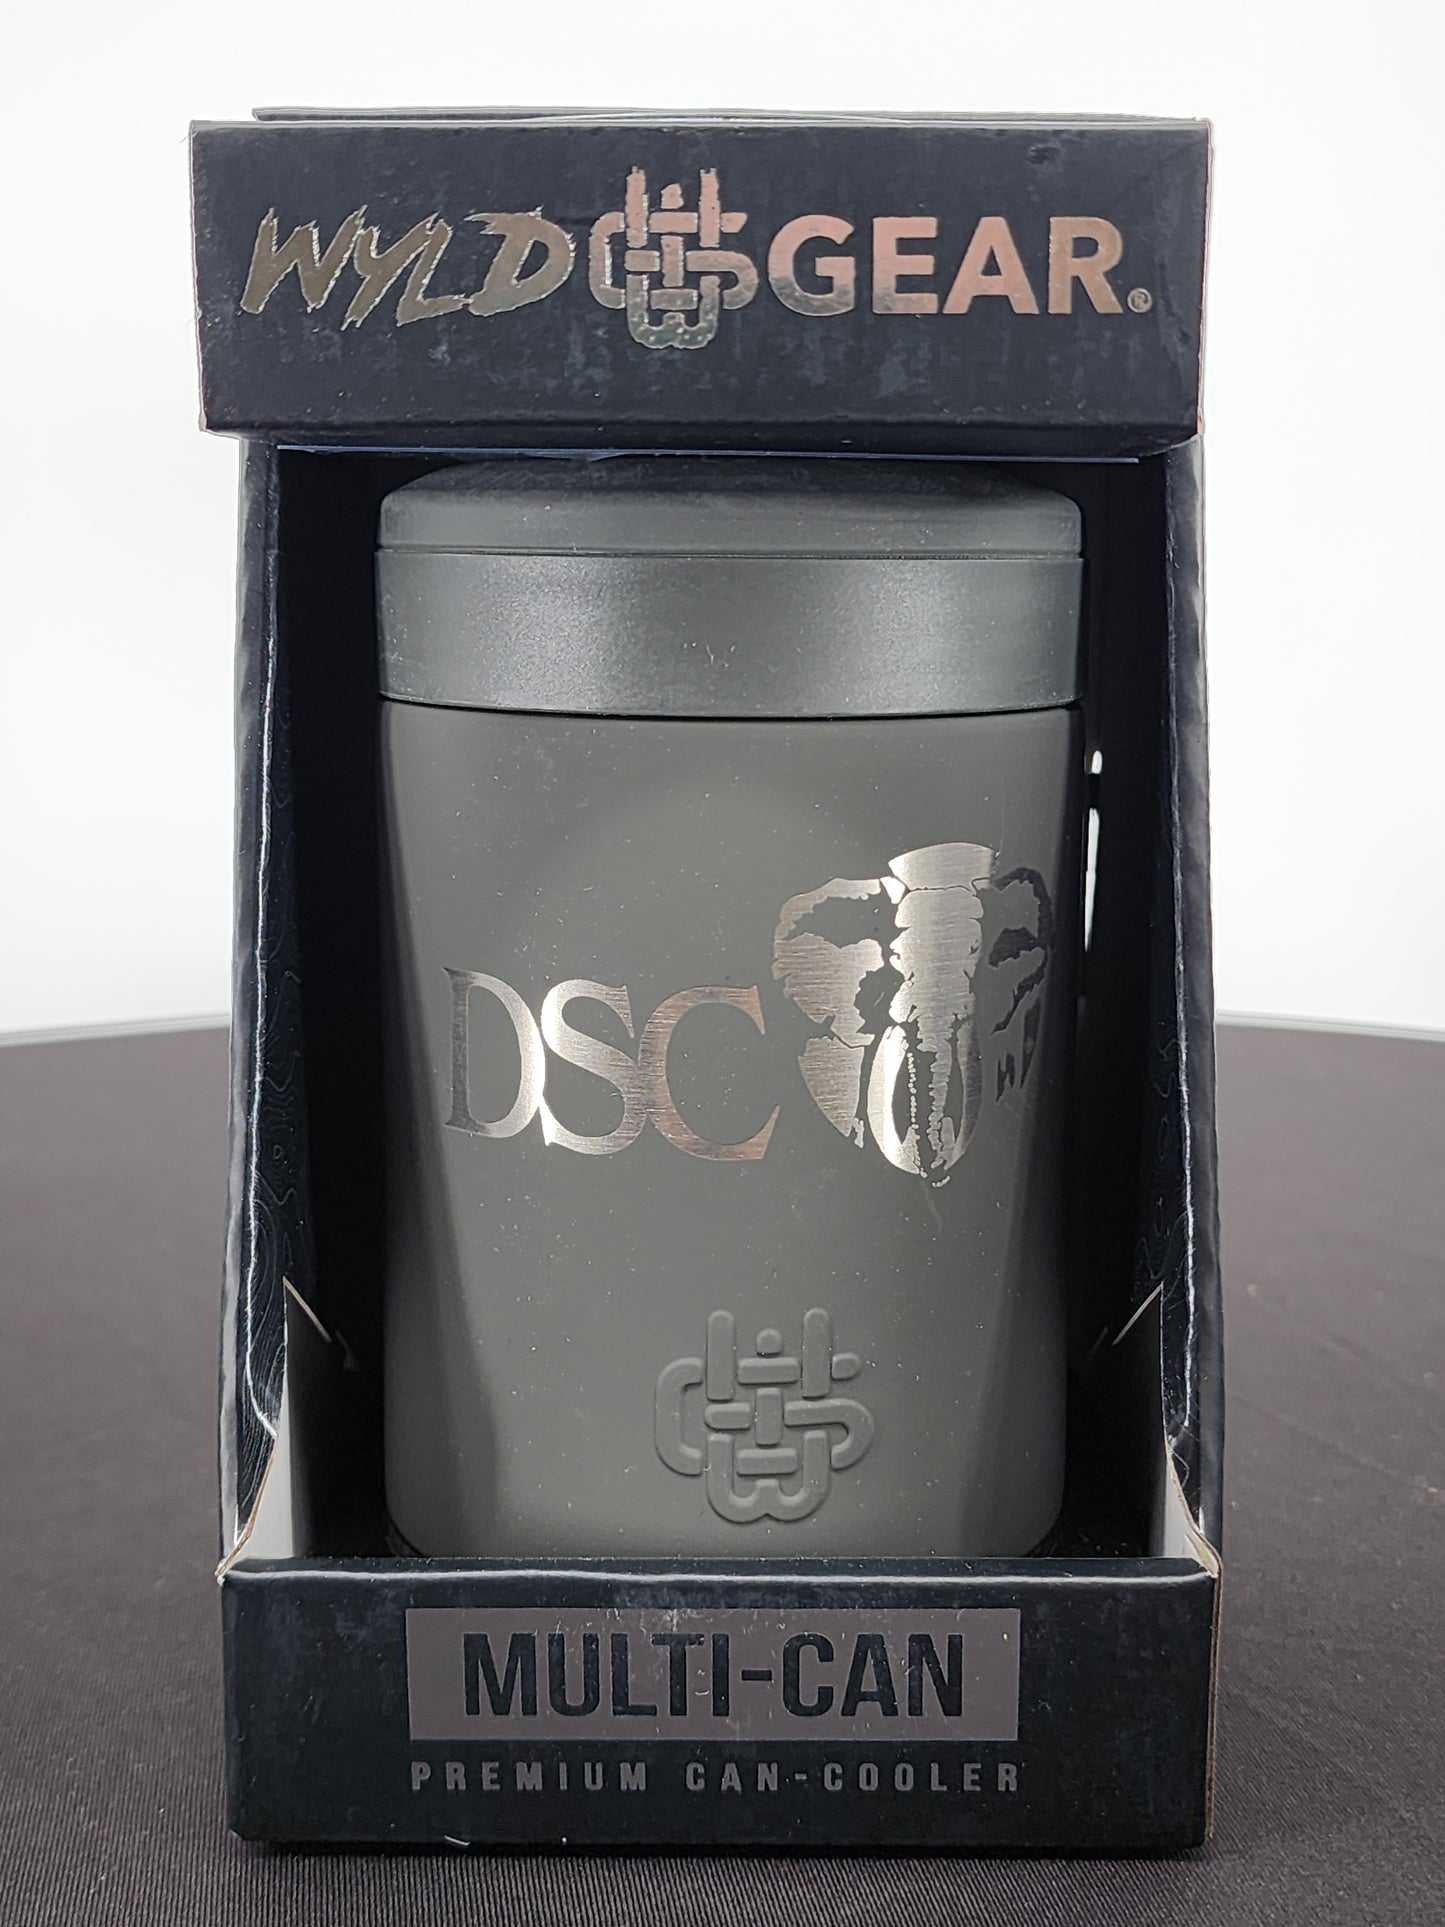 WYLD GEAR®
DSC
MULTI-CAN
PREMIUM CAN-COOLER